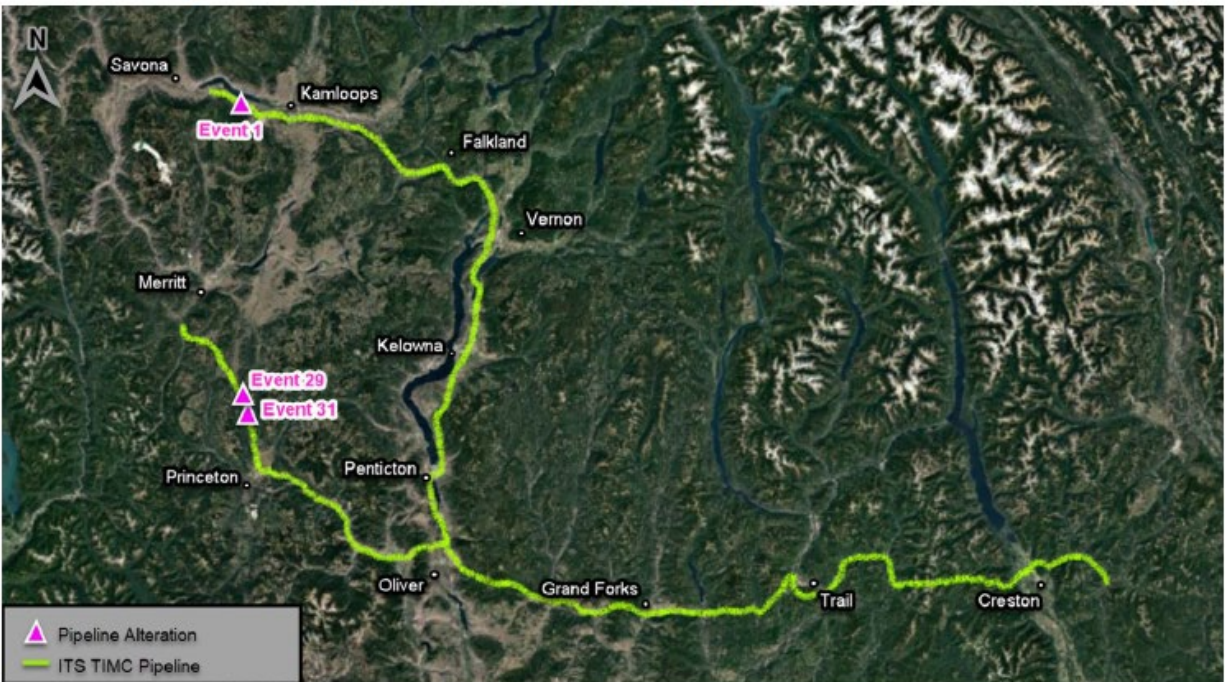 N
Savona
Kamloops
Event 1
Falkland
Vernon
Merritt
Kelowna
Event 29
Event 31
Princeton
Penticton
Oliver
Grand Forks
Trail
Creston
Pipeline Alteration
ITS TIMC Pipeline